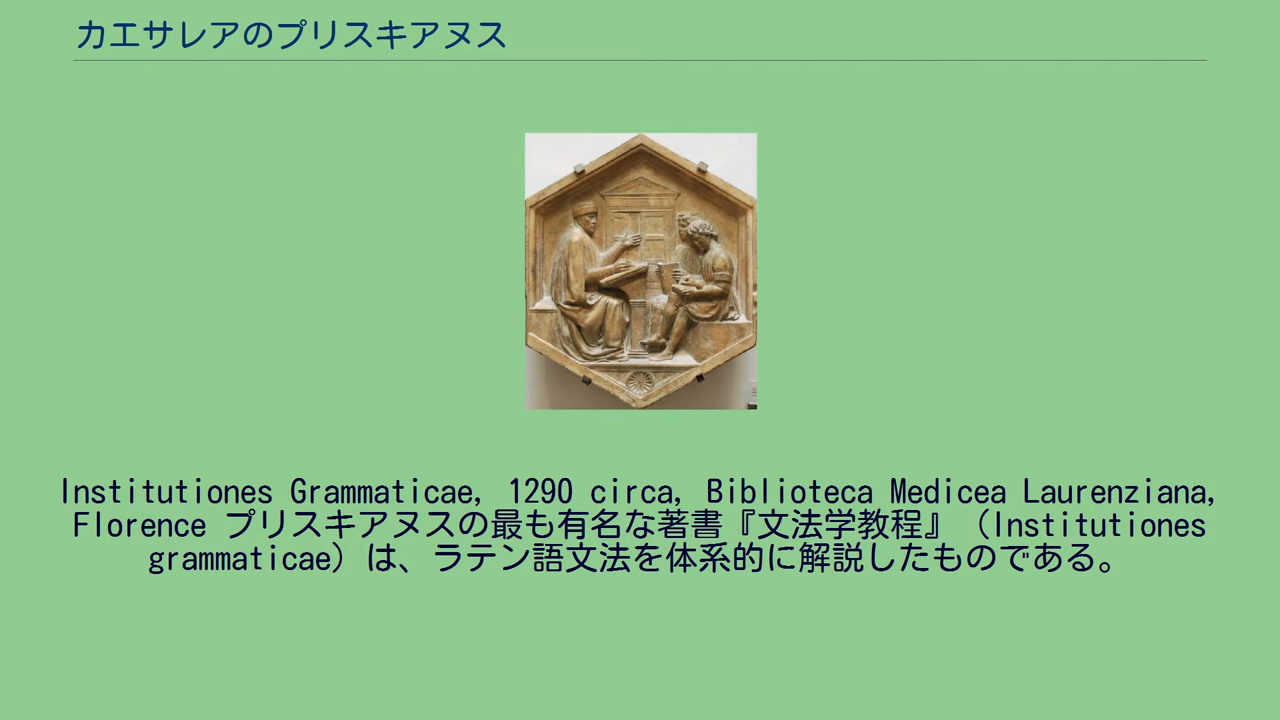 カエサレアのプリスキアヌス
Institutiones Grammaticae, 1290 circa, Biblioteca Medicea Laurenziana,
Florence プリスキアヌスの最も有名な著書『文法学教程』（Institutiones
grammaticae）は、ラテン語文法を体系的に解説したものである。